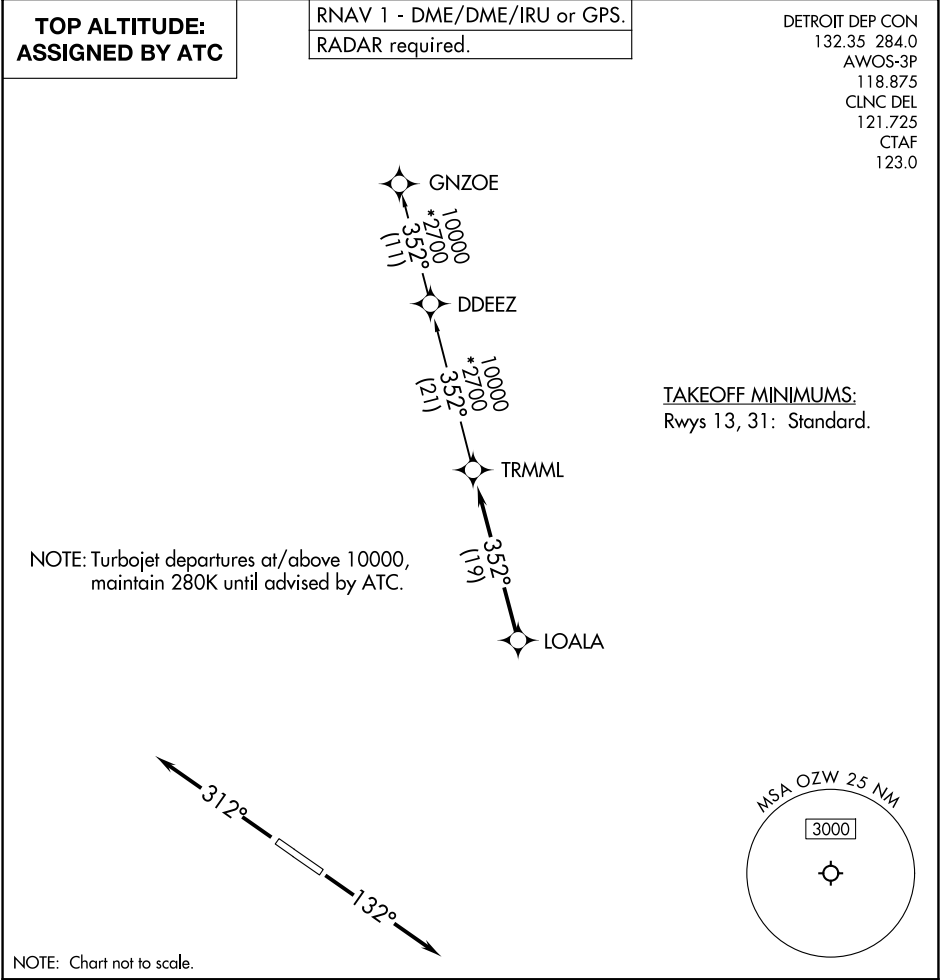 TOP ALTITUDE:
ASSIGNED BY ATC
RNAV 1 - DME/DME/IRU or GPS.
RADAR required.
DETROIT DEP CON
132.35 284.0
AWOS-3P
118.875
CLNC DEL
121.725
CTAF
123.0
GNZOE
10000
*2700
352°
(11)
DDEEZ
10000
*2700
352°
(21)
TAKEOFF MINIMUMS:
Rwys 13, 31: Standard.
TRMML
352°
(19)
NOTE: Turbojet departures at/above 10000,
maintain 280K until advised by ATC.
LOALA
312°
132°
MSA OZW 25 NM
3000
NOTE: Chart not to scale.